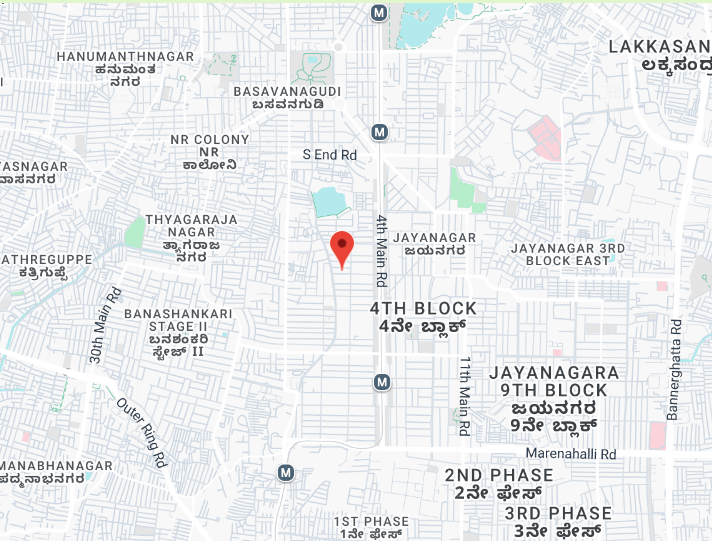 M
HANUMANTHNAGAR
ಹನುಮಂತ
ನಗರ
LAKKASAN
ಲಕ್ಕಸಂದ್ರ
BASAVANAGUDI
ಬಸವನಗುಡಿ
M
NR COLONY
NR
ಕಾಲೋನಿ
S End Rd
YASNAGAR
ವಾಸನಗರ
THYAGARAJA
NAGAR
ತ್ಯಾಗರಾಜ
ನಗರ
4th Main Rd
JAYANAGAR
ಜಯನಗರ
JAYANAGAR 3RD
BLOCK EAST
ATHREGUPPE
ಕತ್ರಿಗುಪ್ಪೆ
30th Main Rd
BANASHANKARI
STAGE II
ಬನಶಂಕರಿ
ಸ್ಟೇಜ್ II
4TH BLOCK
4ನೇ ಬ್ಲಾಕ್
Bannerghatta Rd
11th Main Rd
JAYANAGARA
9TH BLOCK
ಜಯನಗರ
9ನೇ ಬ್ಲಾಕ್
M
Outer Ring Rd
Marenahalli Rd
MANABHANAGAR
ಪದ್ಮನಾಭನಗರ
M
2ND PHASE
2ನೇ ಫೇಸ್
3RD PHASE
3ನೇ ಫೇಸ್
1ST PHASE
1ನೇ ಫೇಸ್